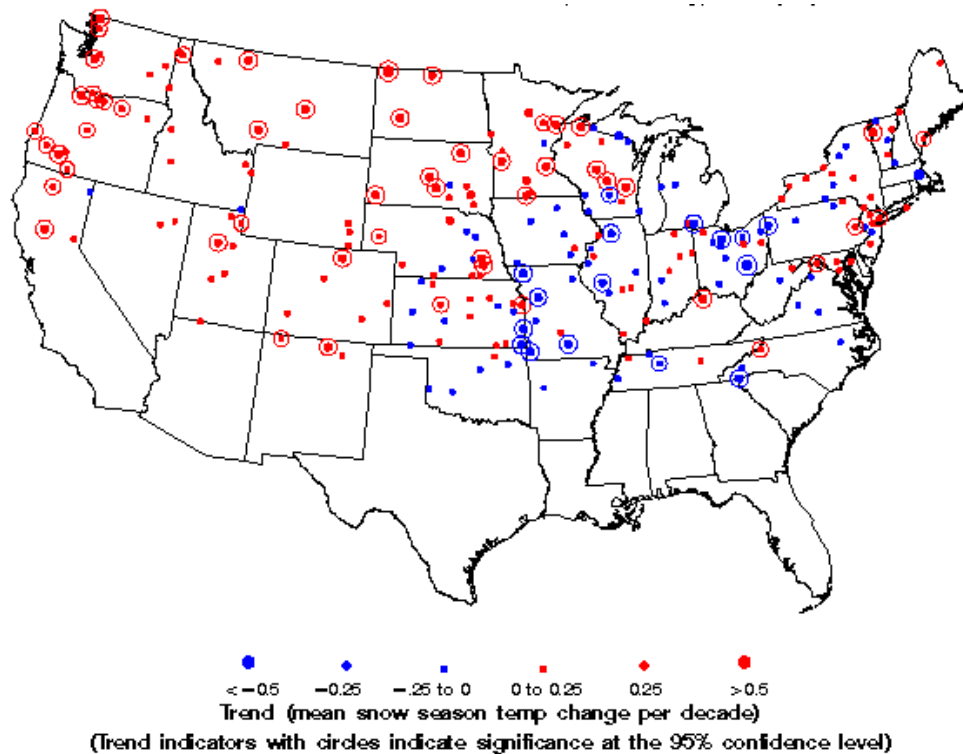 < −0.5 −0.25 −.25 to 0 0 to 0.25 0.25 >0.5
Trend (mean snow season temp change per decade)
(Trend indicators with circles indicate significance at the 95% confidence level)